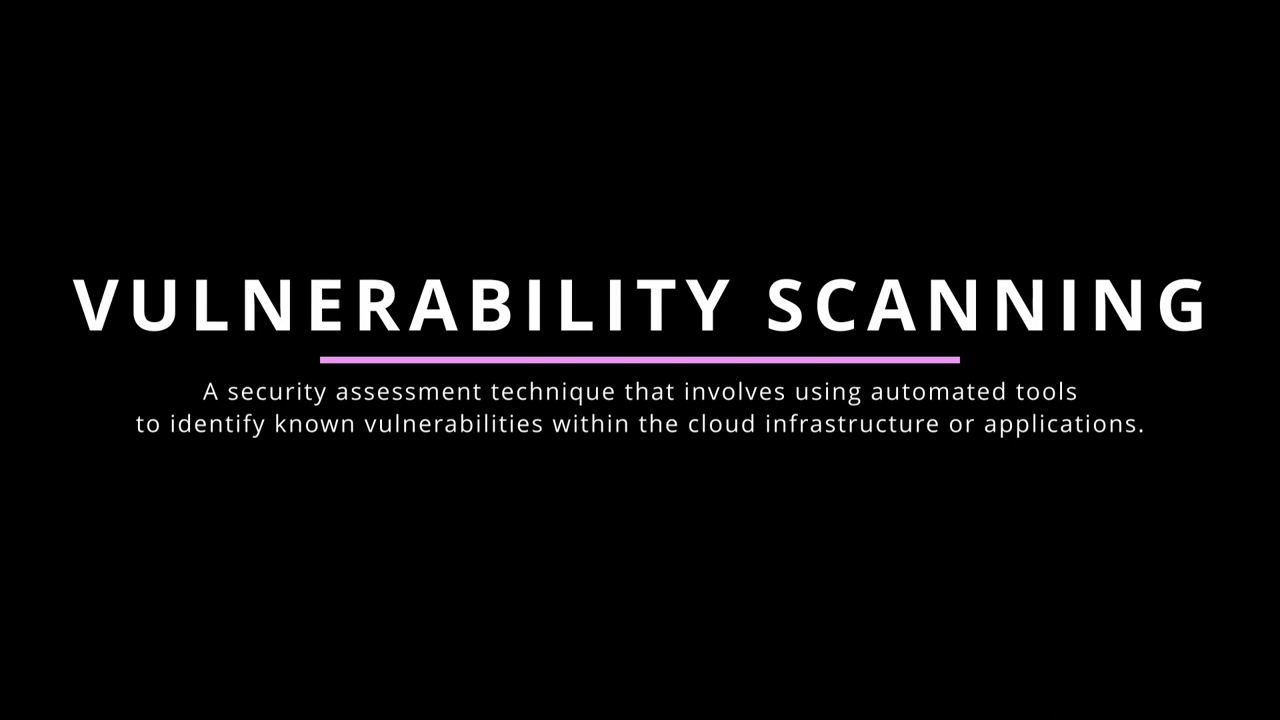 VULNERABILITY SCANNING
A security assessment technique that involves using automated tools
to identify known vulnerabilities within the cloud infrastructure or applications.